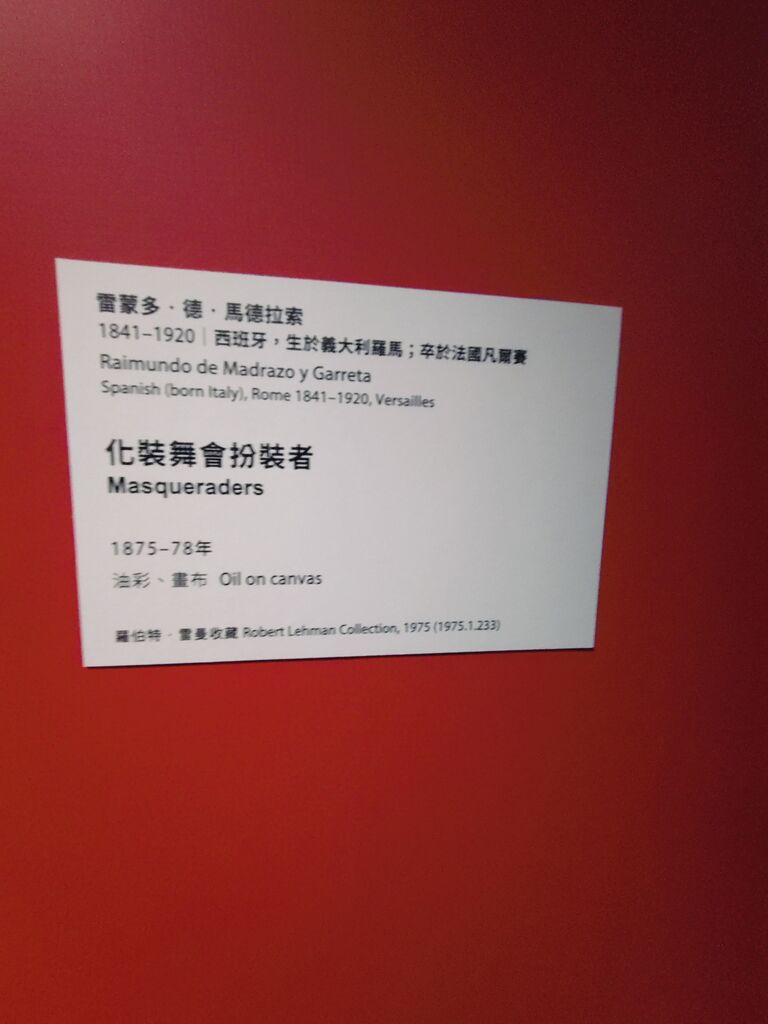 雷蒙多．德．馬德拉索
1841–1920｜西班牙，生於義大利羅馬；卒於法國凡爾賽
Raimundo de Madrazo y Garreta
Spanish (born Italy), Rome 1841–1920, Versailles
化裝舞會扮裝者
Masqueraders
1875–78年
油彩、畫布 Oil on canvas
羅伯特．雷曼收藏 Robert Lehman Collection, 1975 (1975.1.233)